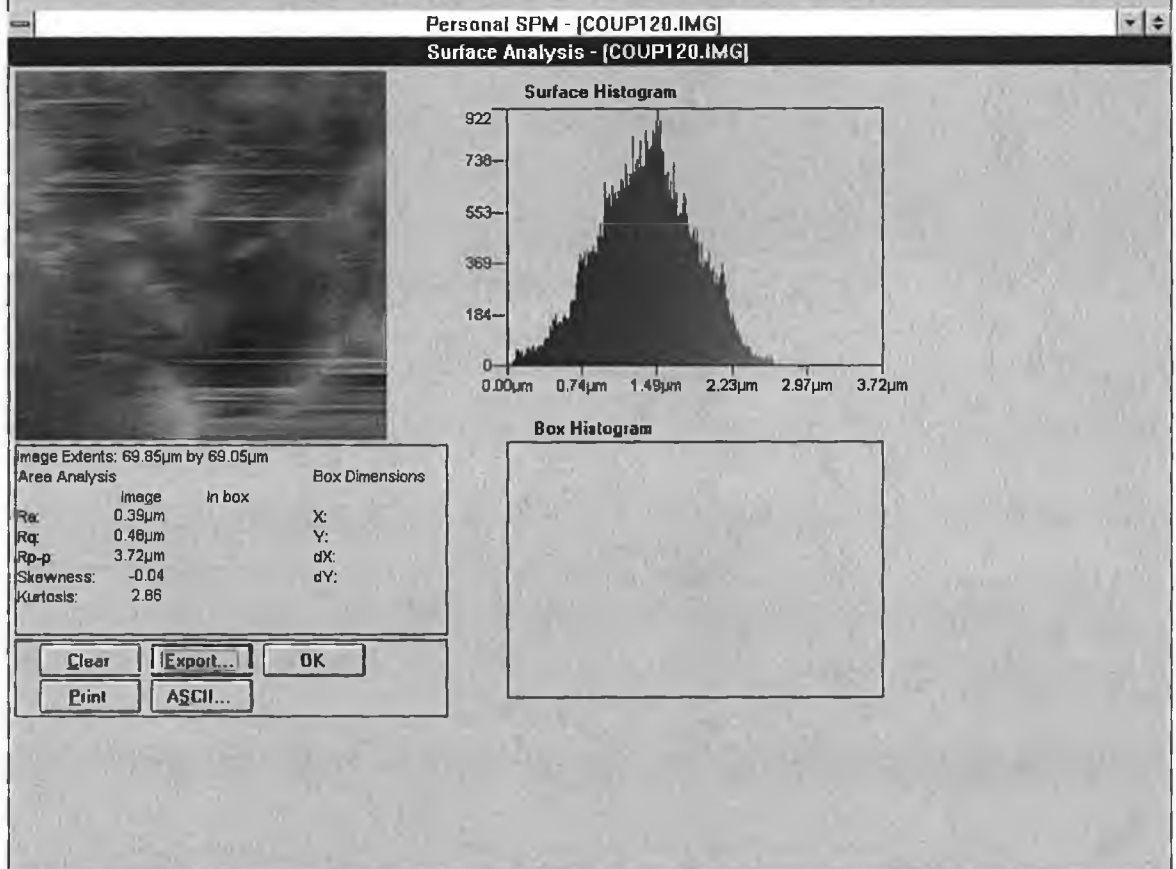 Personal SPM - [COUP120.IMG]
Surface Analysis - [COUP120.IMG]
Surface Histogram
922
738
553
369
184
0
0.00µm 0.74µm 1.49µm 2.23µm 2.97µm 3.72µm
Box Histogram
Image Extents: 69.85µm by 69.05µm
Area Analysis Box Dimensions
Image In box
Ra: 0.39µm X:
Rq: 0.48µm Y:
Rp-p 3.72µm dX:
Skewness: -0.04 dY:
Kurtosis: 2.86
Clear Export... OK
Print ASCII...